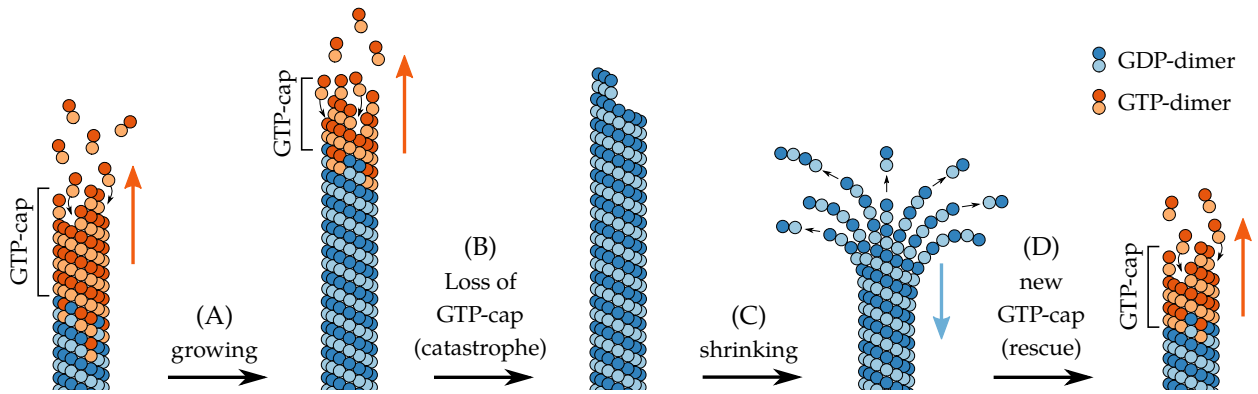 GTP-cap
(A)
growing
GTP-cap
(B)
Loss of
GTP-cap
(catastrophe)
(C)
shrinking
(D)
new
GTP-cap
(rescue)
GTP-cap
GDP-dimer
GTP-dimer